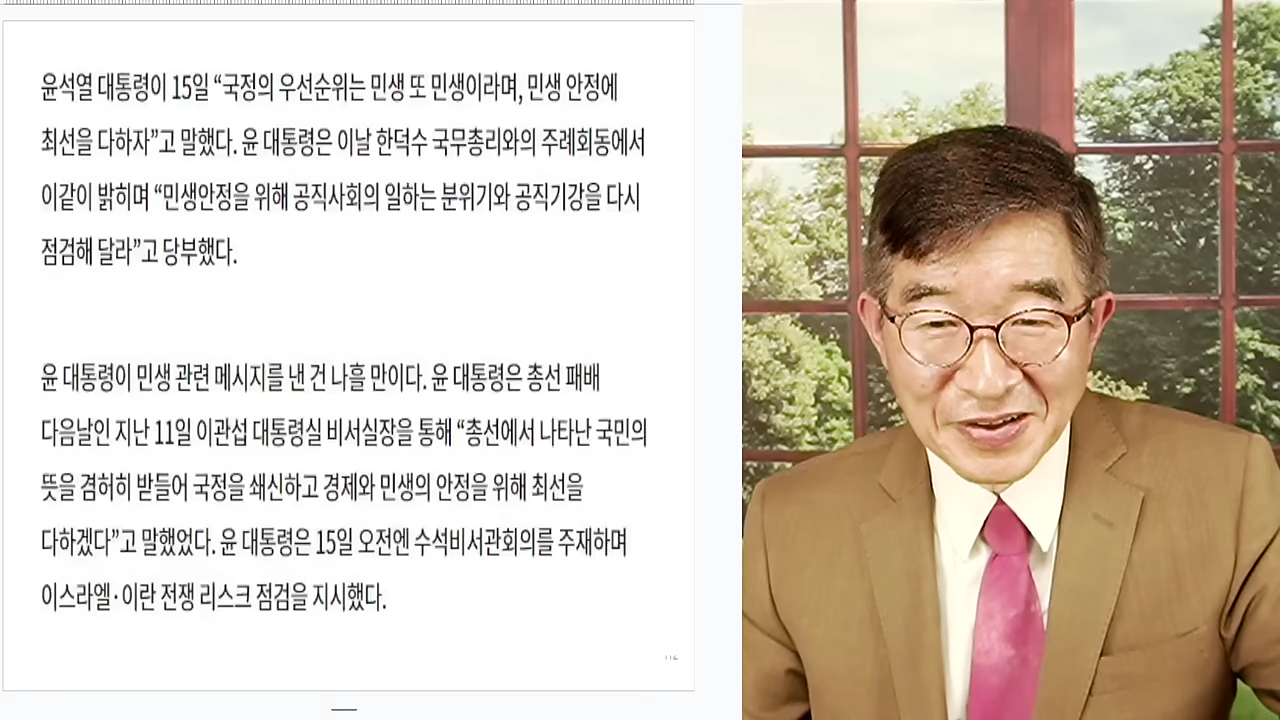 윤석열 대통령이 15일 “국정의 우선순위는 민생 또 민생이라며, 민생 안정에
최선을 다하자”고 말했다. 윤 대통령은 이날 한덕수 국무총리와의 주례회동에서
이같이 밝히며 “민생안정을 위해 공직사회의 일하는 분위기와 공직기강을 다시
점검해 달라”고 당부했다.
윤 대통령이 민생 관련 메시지를 낸 건 나흘 만이다. 윤 대통령은 총선 패배
다음날인 지난 11일 이관섭 대통령실 비서실장을 통해 “총선에서 나타난 국민의
뜻을 겸허히 받들어 국정을 쇄신하고 경제와 민생의 안정을 위해 최선을
다하겠다”고 말했었다. 윤 대통령은 15일 오전엔 수석비서관회의를 주재하며
이스라엘·이란 전쟁 리스크 점검을 지시했다.